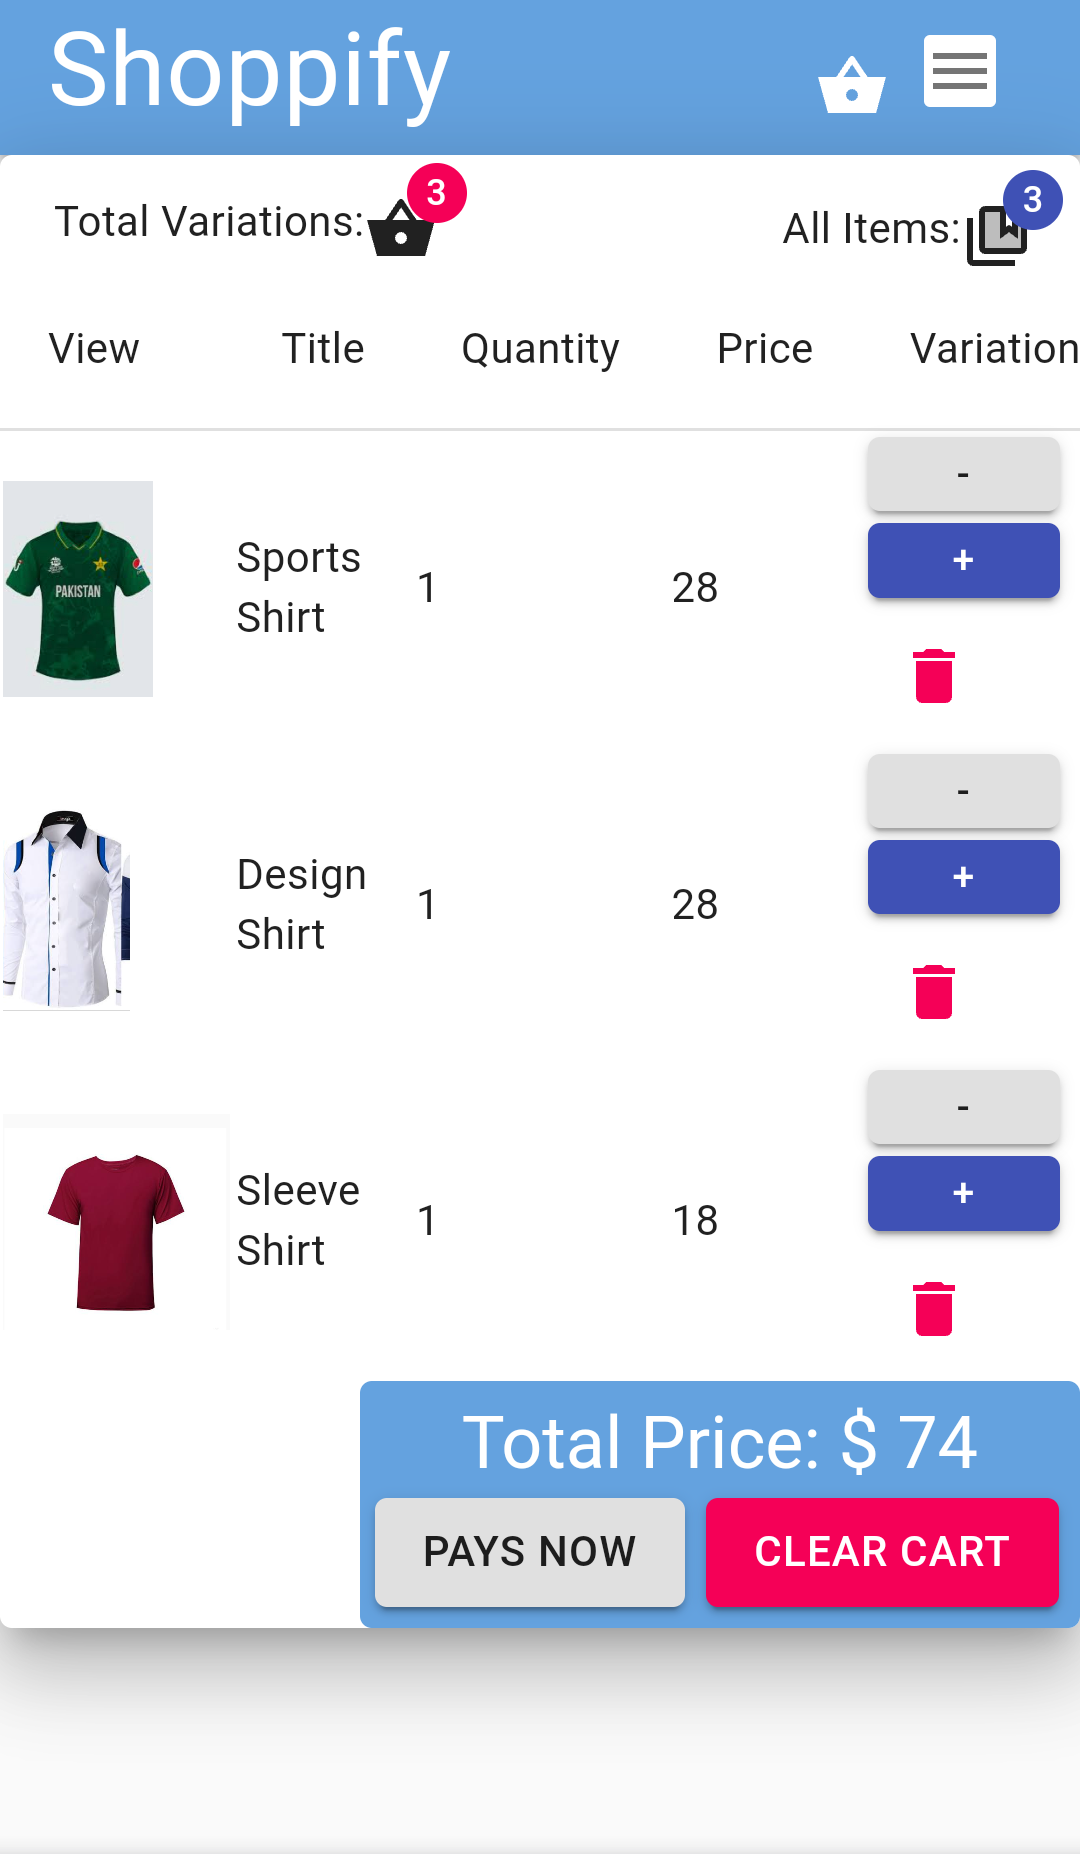 Shoppify
Total Variations: 3
All Items: 3
View Title Quantity Price Variation
-
+
PAKISTAN
Sports
Shirt
1
28
-
+
Design
Shirt
1
28
-
+
Sleeve
Shirt
1
18
Total Price: $ 74
PAYS NOW CLEAR CART